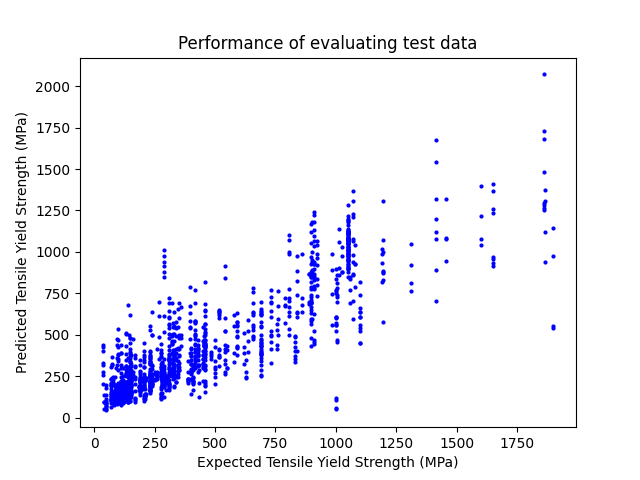 Performance of evaluating test data
Predicted Tensile Yield Strength (MPa)
2000
1750
1500
1250
1000
750
500
250
0
0 250 500 750 1000 1250 1500 1750
Expected Tensile Yield Strength (MPa)